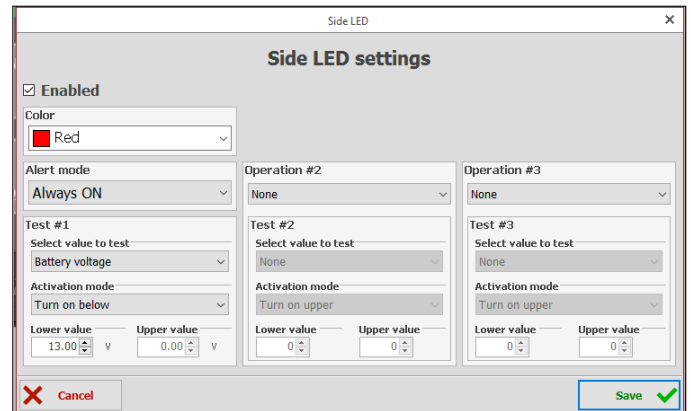 Side LED
Side LED settings
Enabled
Color
Red
Alert mode
Always ON
Operation #2
None
Operation #3
None
Test #1
Select value to test
Battery voltage
Activation mode
Turn on below
Lower value Upper value
13.00 V 0.00 V
Test #2
Select value to test
None
Activation mode
Turn on upper
Lower value Upper value
0 0
Test #3
Select value to test
None
Activation mode
Turn on upper
Lower value Upper value
0 0
Cancel
Save